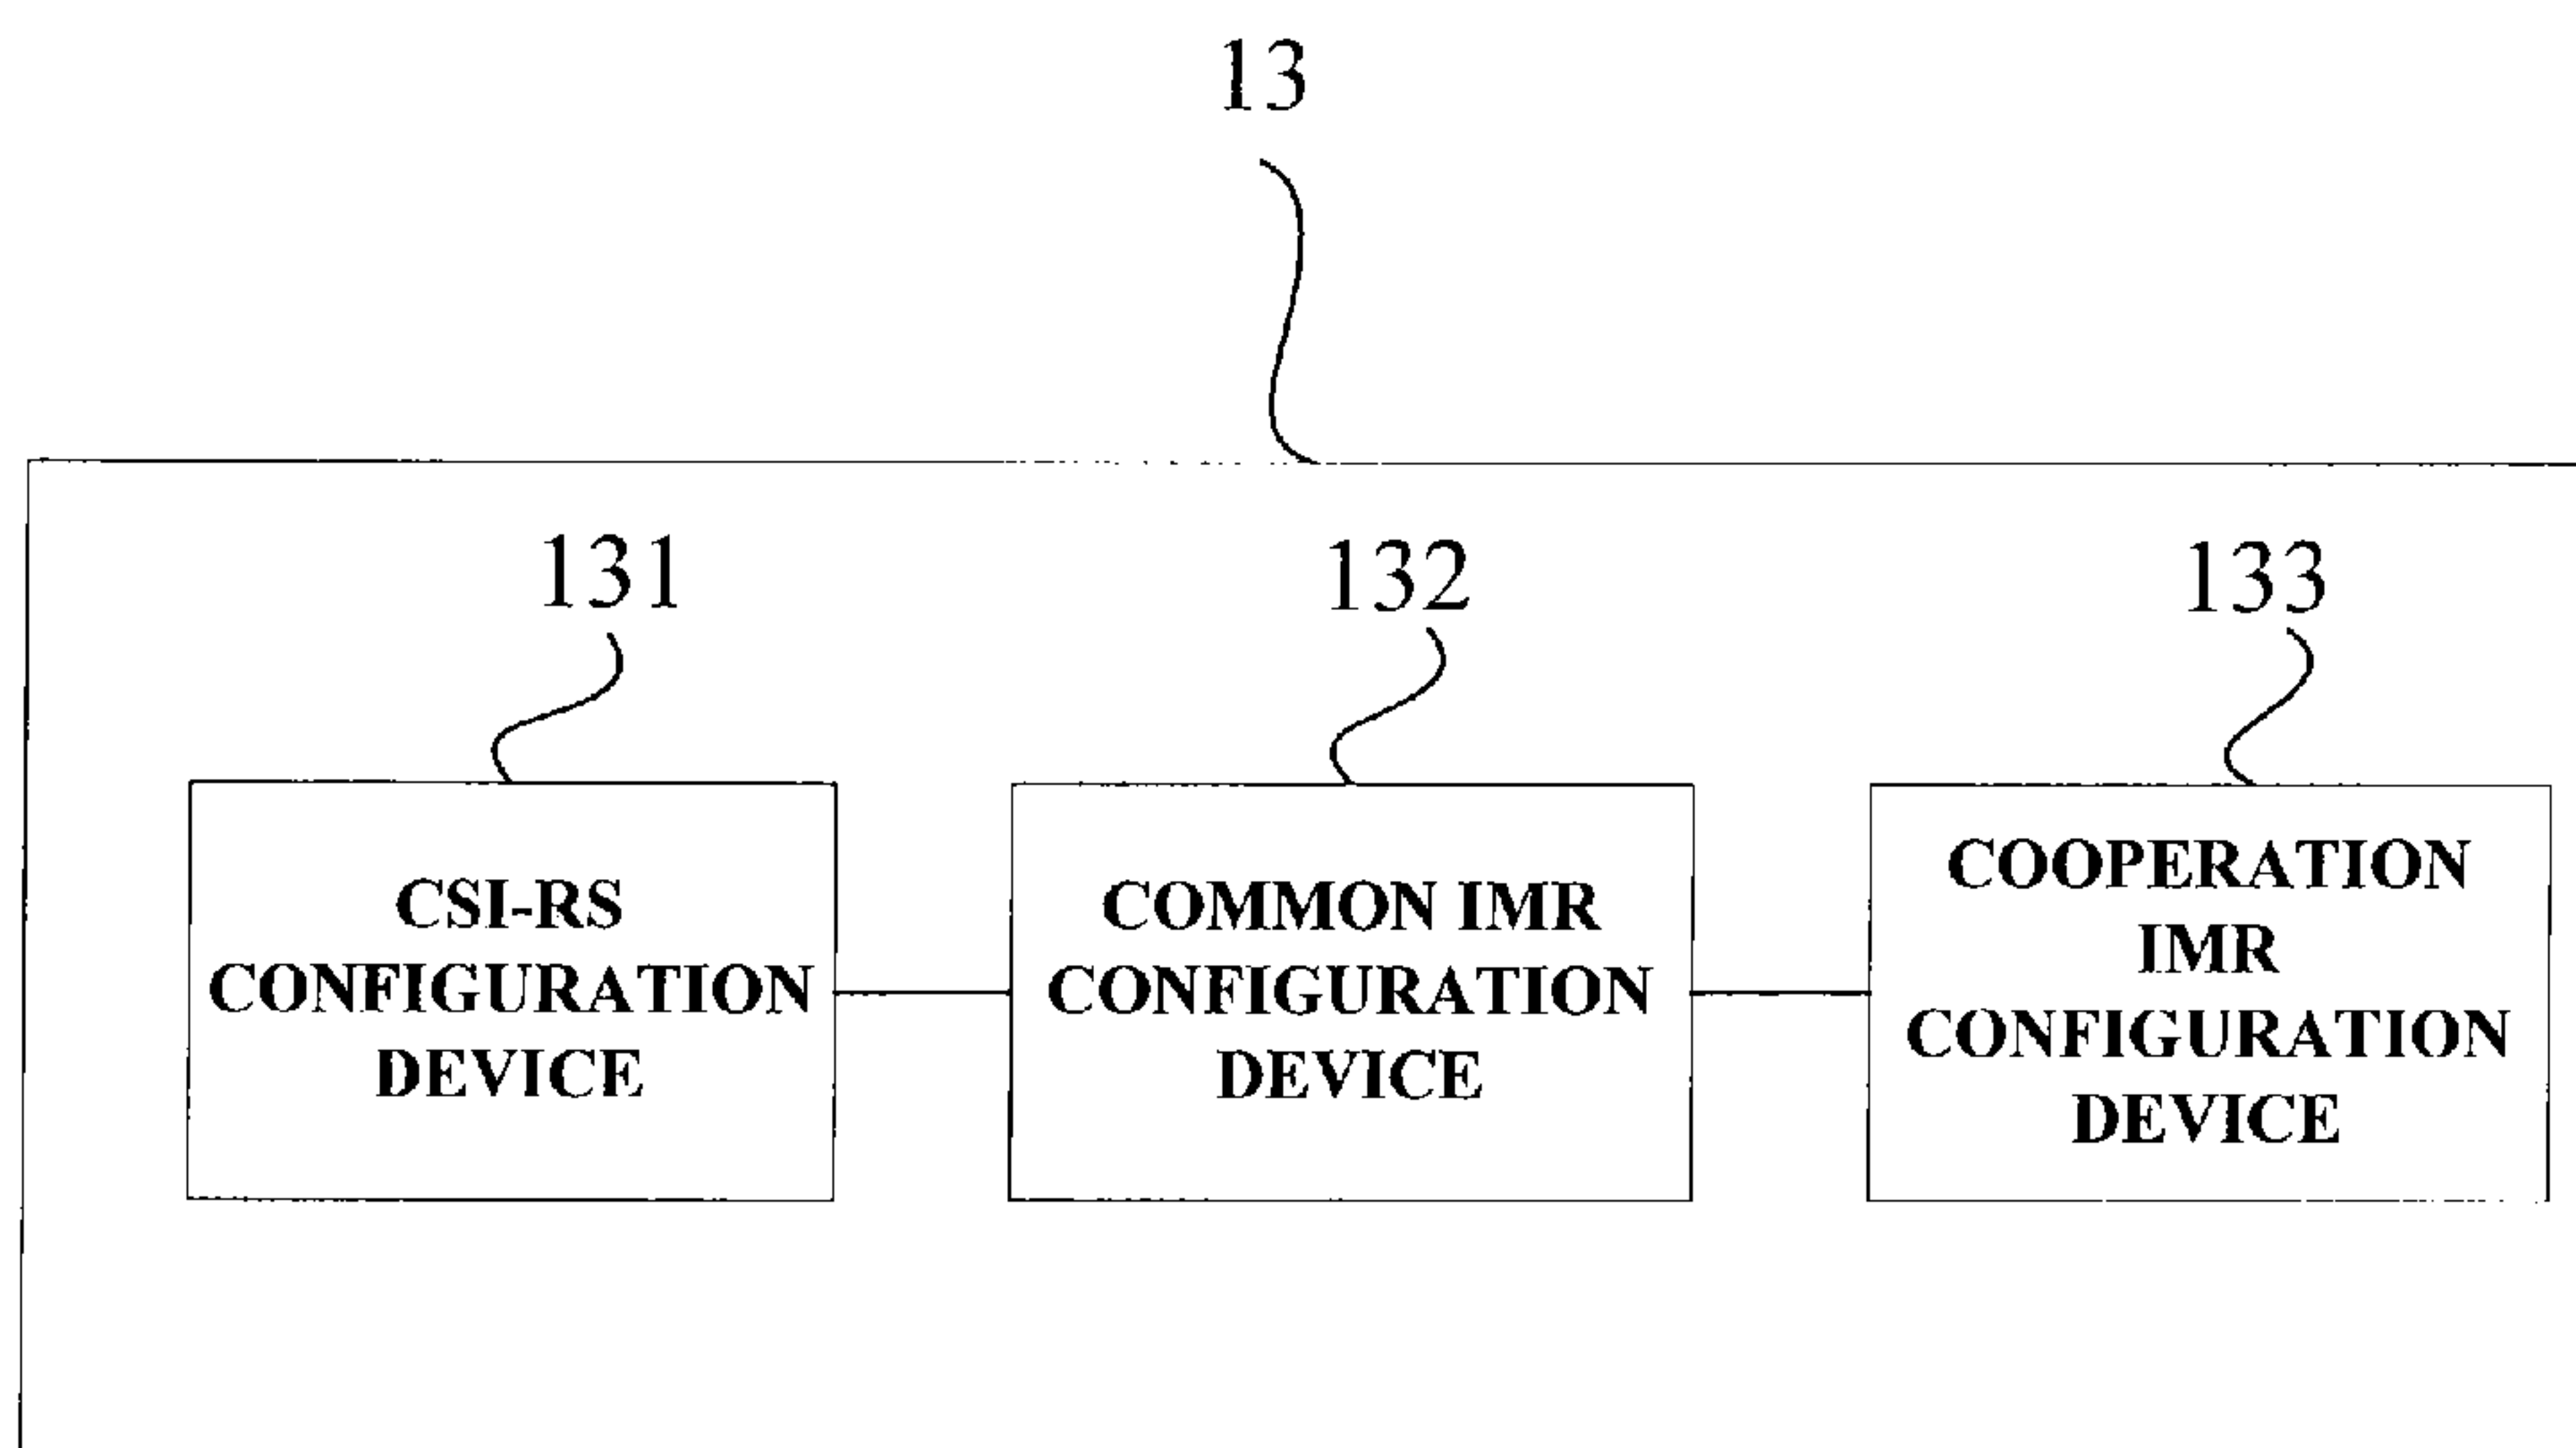 13
131
132
133
CSI-RS
CONFIGURATION
DEVICE
COMMON IMR
CONFIGURATION
DEVICE
COOPERATION
IMR
CONFIGURATION
DEVICE